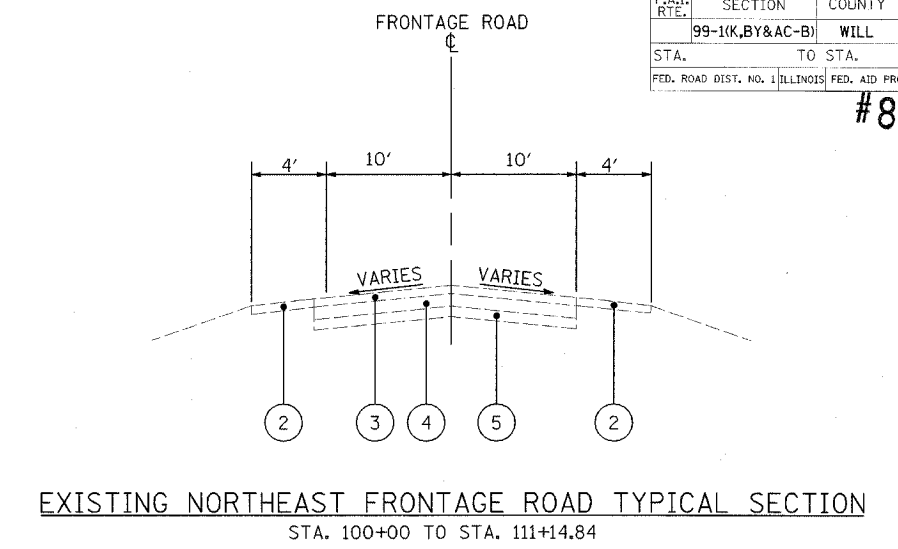 FRONTAGE ROAD
℄
F.A.I. RTE. SECTION COUNTY
99-1(K,BY&AC-B) WILL
STA. TO STA.
FED. ROAD DIST. NO. 1 ILLINOIS FED. AID PRO
#8
4' 10' 10' 4'
VARIES VARIES
2 3 4 5 2
EXISTING NORTHEAST FRONTAGE ROAD TYPICAL SECTION
STA. 100+00 TO STA. 111+14.84